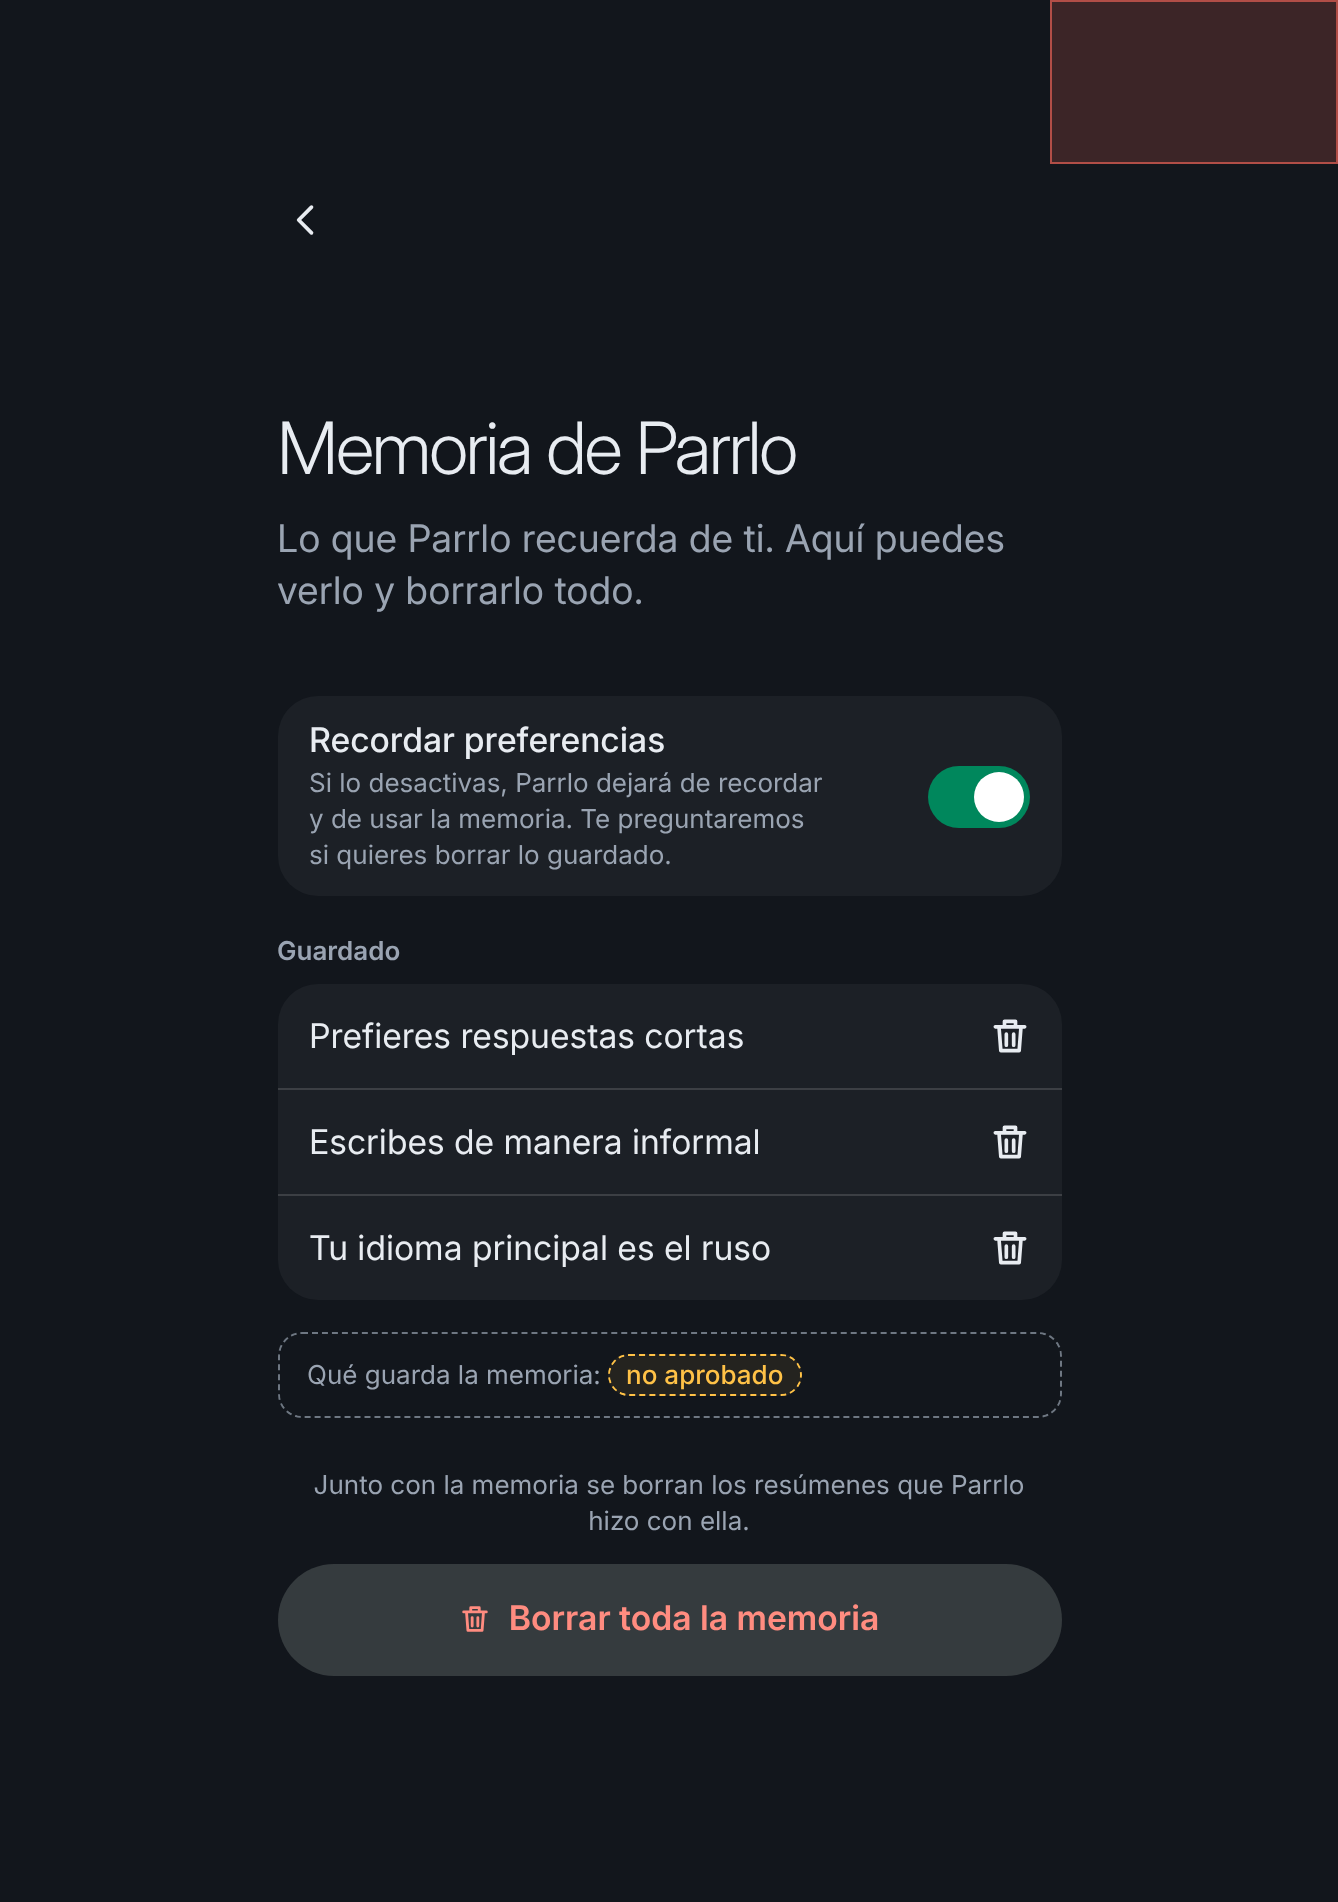 Memoria de Parrlo
Lo que Parrlo recuerda de ti. Aquí puedes
verlo y borrarlo todo.
Recordar preferencias
Si lo desactivas, Parrlo dejará de recordar
y de usar la memoria. Te preguntaremos
si quieres borrar lo guardado.
Guardado
Prefieres respuestas cortas
Escribes de manera informal
Tu idioma principal es el ruso
Qué guarda la memoria: no aprobado
Junto con la memoria se borran los resúmenes que Parrlo
hizo con ella.
Borrar toda la memoria